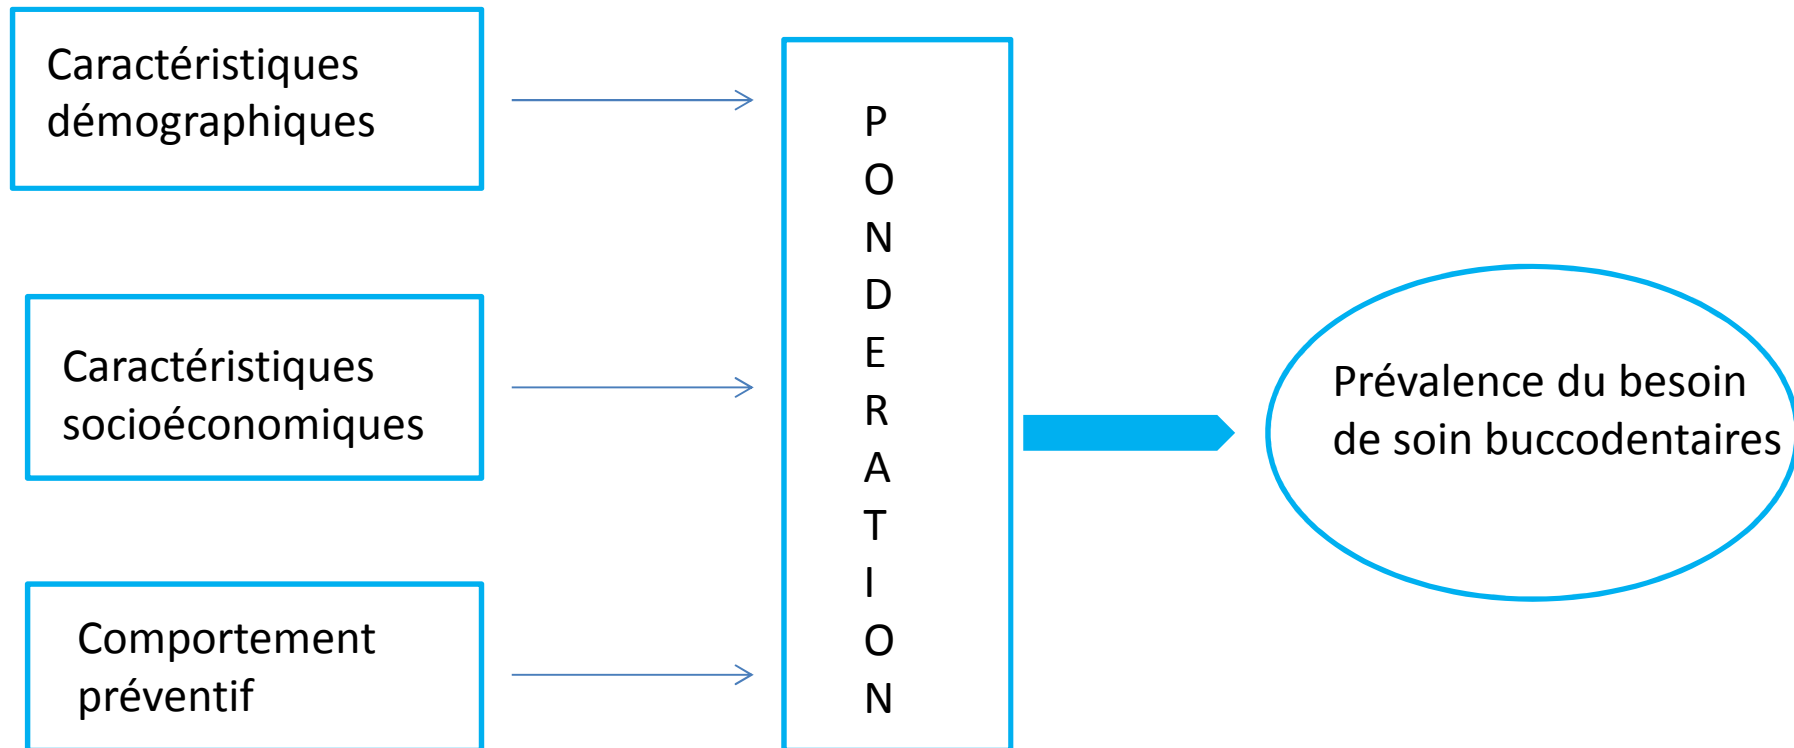 Caractéristiques
démographiques
Caractéristiques
socioéconomiques
Comportement
préventif
P
O
N
D
E
R
A
T
I
O
N
Prévalence du besoin
de soin buccodentaires